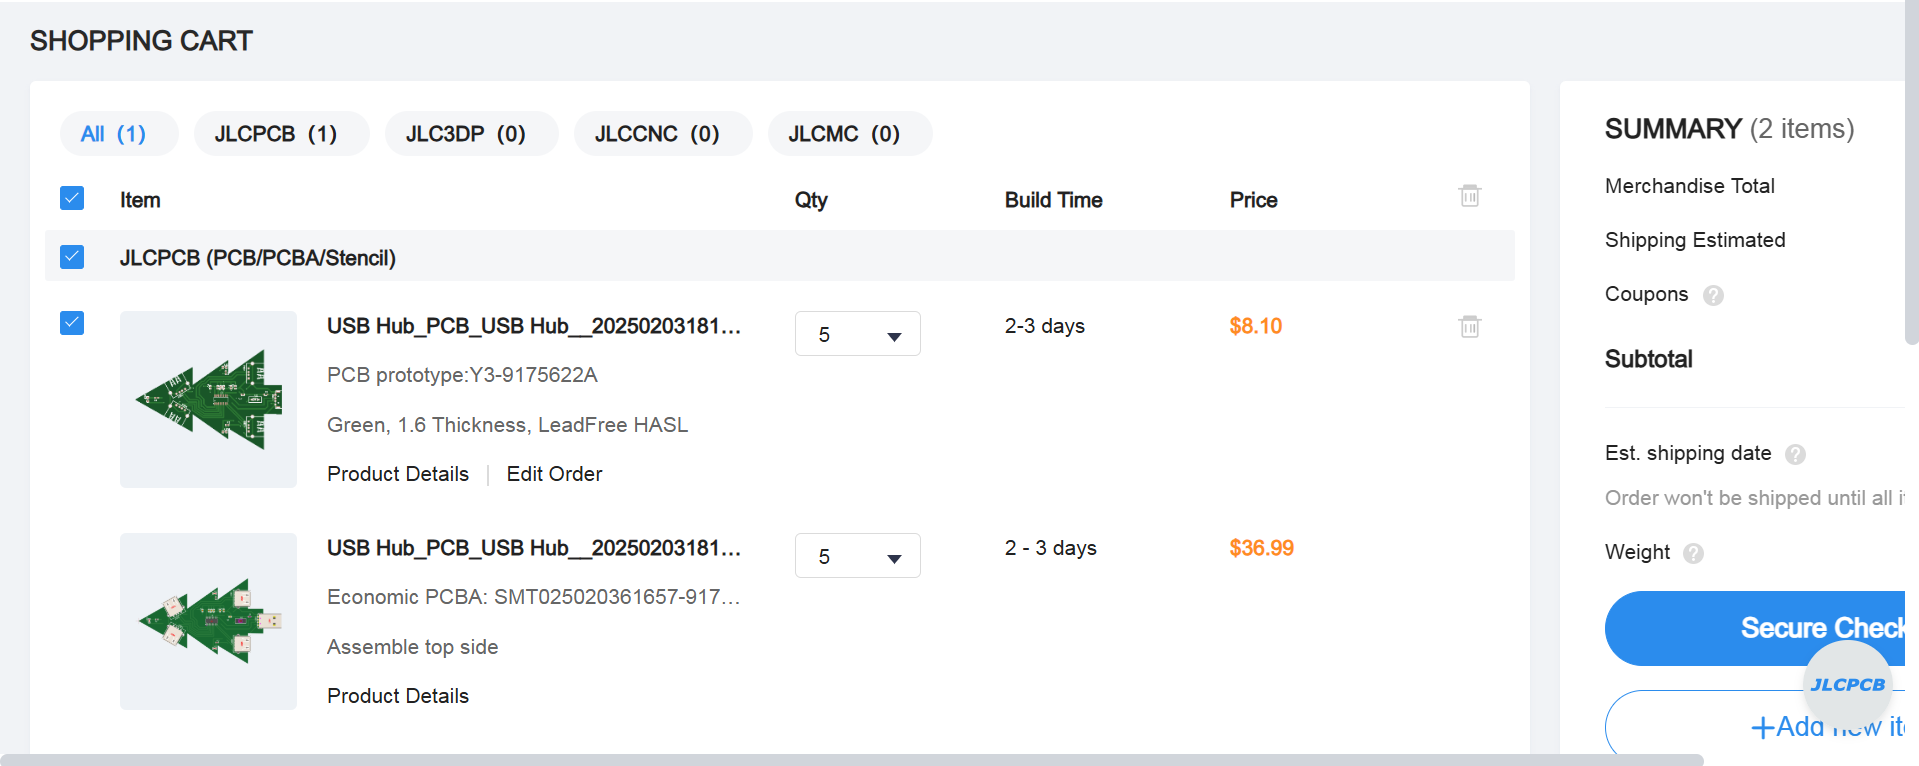 SHOPPING CART
All (1)
JLCPCB (1)
JLC3DP (0)
JLCCNC (0)
JLCMC (0)
Item
Qty
Build Time
Price
JLCPCB (PCB/PCBA/Stencil)
USB Hub_PCB_USB Hub__20250203181...
5
2-3 days
$8.10
PCB prototype:Y3-9175622A
Green, 1.6 Thickness, LeadFree HASL
Product Details
Edit Order
USB Hub_PCB_USB Hub__20250203181...
5
2 - 3 days
$36.99
Economic PCBA: SMT025020361657-917...
Assemble top side
Product Details
SUMMARY (2 items)
Merchandise Total
Shipping Estimated
Coupons ?
Subtotal
Est. shipping date ?
Order won't be shipped until all
Weight ?
Secure
JLCPCB
+Add new